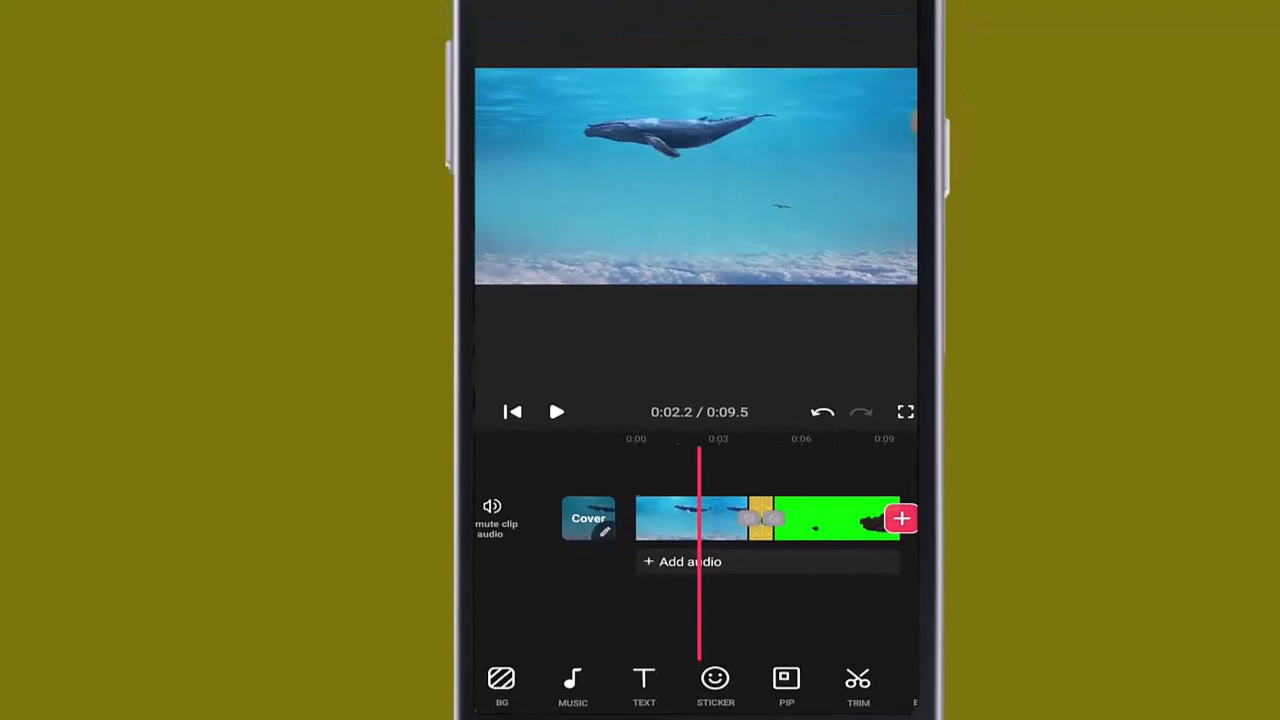 0:02.2 / 0:09.5
0:00 0:03 0:06 0:09
mute clip
audio
Cover
+ Add audio
BG MUSIC TEXT STICKER PIP TRIM